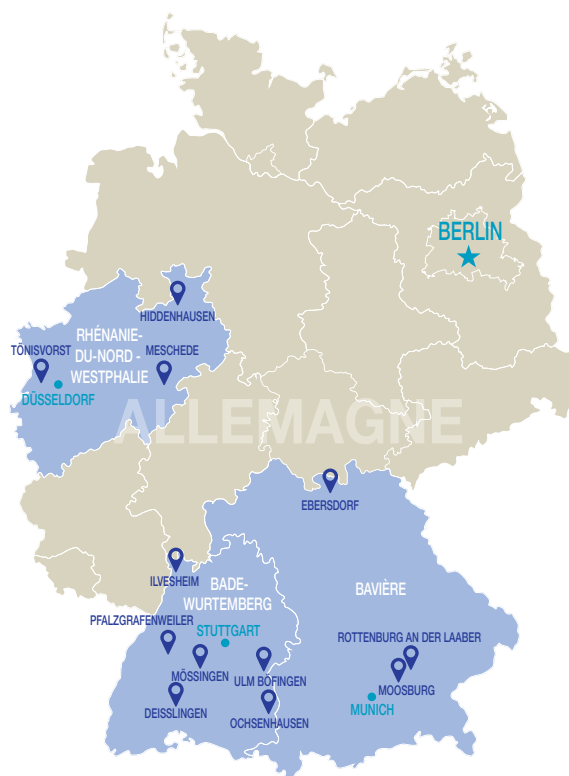 BERLIN
HIDDENHAUSEN
RHÉNANIE-
DU-NORD -
WESTPHALIE
TÖNISVORST
MESCHEDE
DÜSSELDORF
ALLEMAGNE
EBERSDORF
ILVESHEIM
BADE-
WURTEMBERG
BAVIÈRE
PFALZGRAFENWEILER
STUTTGART
ROTTENBURG AN DER LAABER
MÖSSINGEN
ULM BÖFINGEN
MOOSBURG
DEISSLINGEN
OCHSENHAUSEN
MUNICH